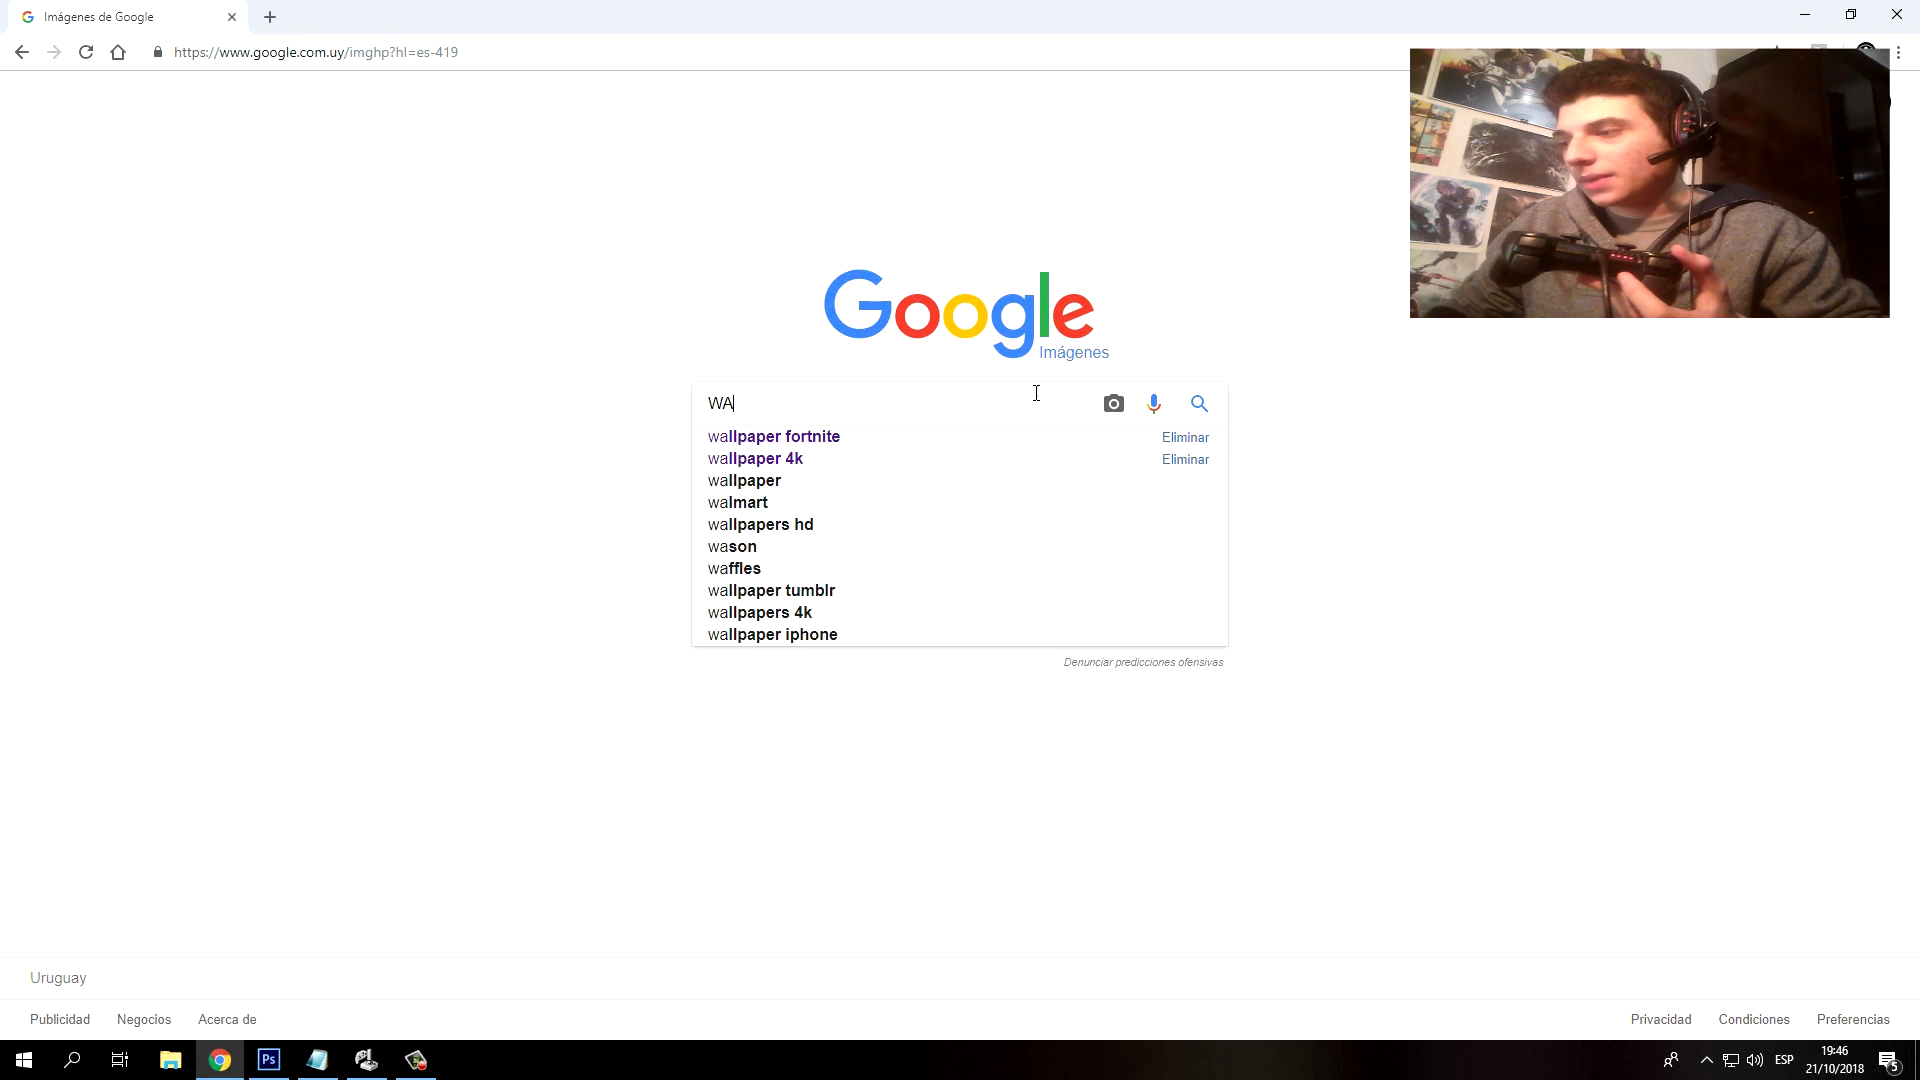 Imágenes de Google
https://www.google.com.uy/imghp?hl=es-419
Google
Imágenes
WA
wallpaper fortnite Eliminar
wallpaper 4k Eliminar
wallpaper
walmart
wallpapers hd
wason
waffles
wallpaper tumblr
wallpapers 4k
wallpaper iphone
Denunciar predicciones ofensivas
Uruguay
Publicidad Negocios Acerca de Privacidad Condiciones Preferencias
Ps ESP 19:46
21/10/2018 5